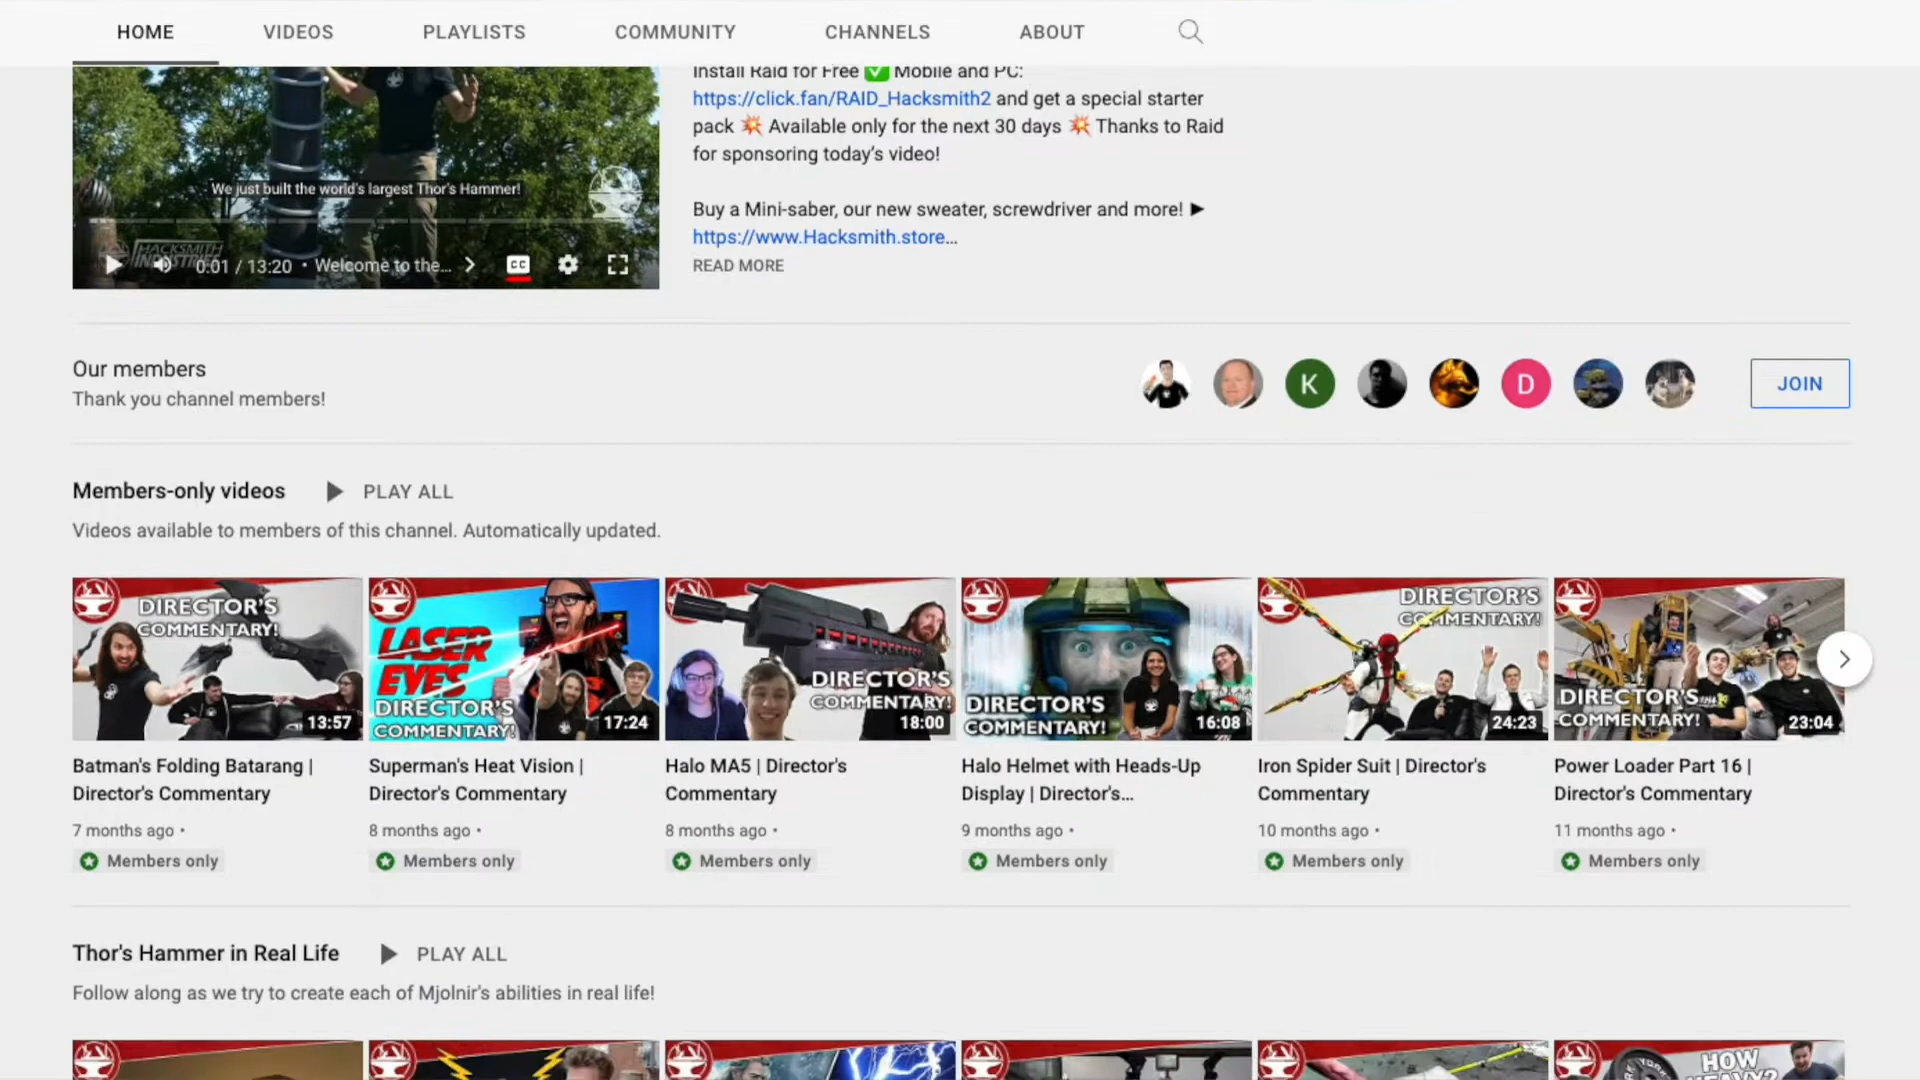 HOME VIDEOS PLAYLISTS COMMUNITY CHANNELS ABOUT
Install Raid for Free ✅ Mobile and PC:
https://click.fan/RAID_Hacksmith2 and get a special starter
pack 💥 Available only for the next 30 days 💥 Thanks to Raid
for sponsoring today's video!
We just built the world's largest Thor's Hammer!
Buy a Mini-saber, our new sweater, screwdriver and more! ►
https://www.Hacksmith.store…
HACKSMITH
INDUSTRIES
0:01 / 13:20 • Welcome to the… CC
READ MORE
Our members
Thank you channel members!
K
D
JOIN
Members-only videos PLAY ALL
Videos available to members of this channel. Automatically updated.
DIRECTOR'S
COMMENTARY!
13:57
LASER
EYES
DIRECTOR'S
COMMENTARY!
17:24
DIRECTOR'S
COMMENTARY!
18:00
DIRECTOR'S
COMMENTARY!
16:08
DIRECTOR'S
COMMENTARY!
24:23
DIRECTOR'S
COMMENTARY!
23:04
Batman's Folding Batarang |
Director's Commentary
7 months ago •
Members only
Superman's Heat Vision |
Director's Commentary
8 months ago •
Members only
Halo MA5 | Director's
Commentary
8 months ago •
Members only
Halo Helmet with Heads-Up
Display | Director's…
9 months ago •
Members only
Iron Spider Suit | Director's
Commentary
10 months ago •
Members only
Power Loader Part 16 |
Director's Commentary
11 months ago •
Members only
Thor's Hammer in Real Life PLAY ALL
Follow along as we try to create each of Mjolnir's abilities in real life!
HOW
HEAVY?